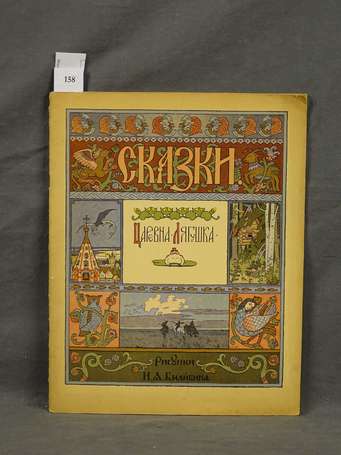 158
СКАЗКИ
ЦАРЕВНА-ЛЯГУШКА
РИСУНКИ
И. Я. БИЛИБИНА